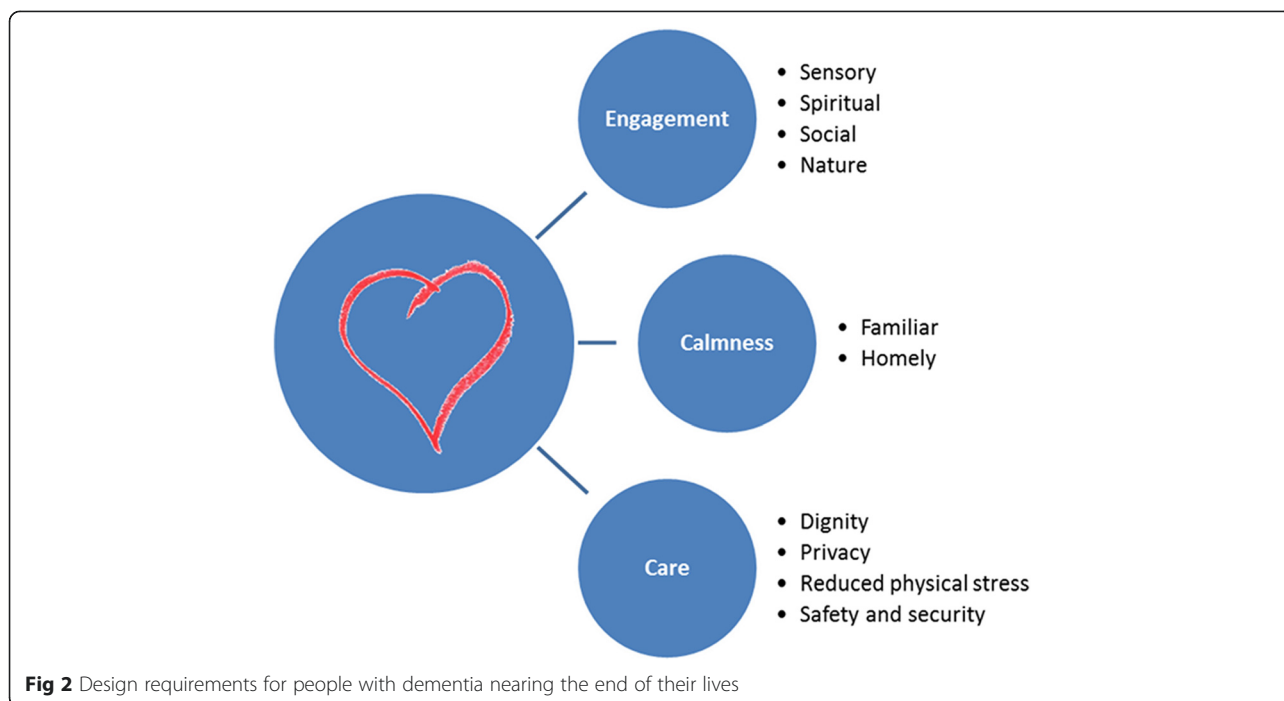 Engagement
• Sensory
• Spiritual
• Social
• Nature
Calmness
• Familiar
• Homely
Care
• Dignity
• Privacy
• Reduced physical stress
• Safety and security
Fig 2 Design requirements for people with dementia nearing the end of their lives